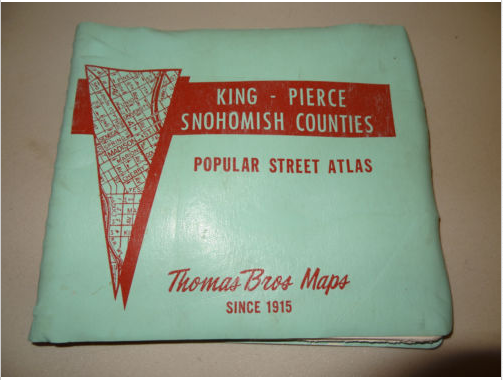 KING - PIERCE
SNOHOMISH COUNTIES
POPULAR STREET ATLAS
Thomas Bros Maps
SINCE 1915